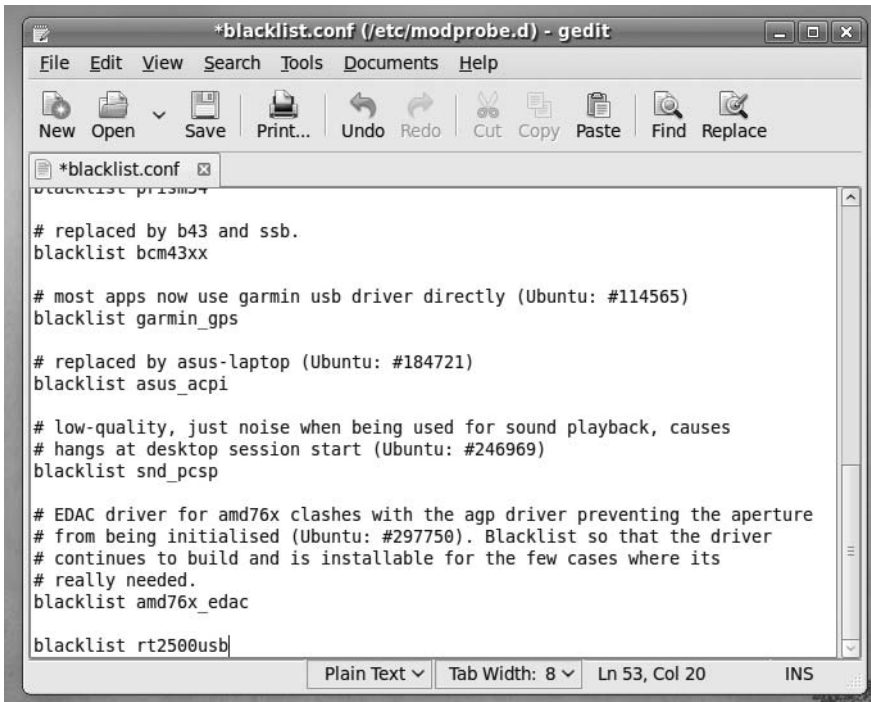 *blacklist.conf (/etc/modprobe.d) - gedit
File Edit View Search Tools Documents Help
New Open Save Print... Undo Redo Cut Copy Paste Find Replace
*blacklist.conf
blacklist prism54
# replaced by b43 and ssb.
blacklist bcm43xx
# most apps now use garmin usb driver directly (Ubuntu: #114565)
blacklist garmin_gps
# replaced by asus-laptop (Ubuntu: #184721)
blacklist asus_acpi
# low-quality, just noise when being used for sound playback, causes
# hangs at desktop session start (Ubuntu: #246969)
blacklist snd_pcsp
# EDAC driver for amd76x clashes with the agp driver preventing the aperture
# from being initialised (Ubuntu: #297750). Blacklist so that the driver
# continues to build and is installable for the few cases where its
# really needed.
blacklist amd76x_edac
blacklist rt2500usb
Plain Text Tab Width: 8 Ln 53, Col 20 INS